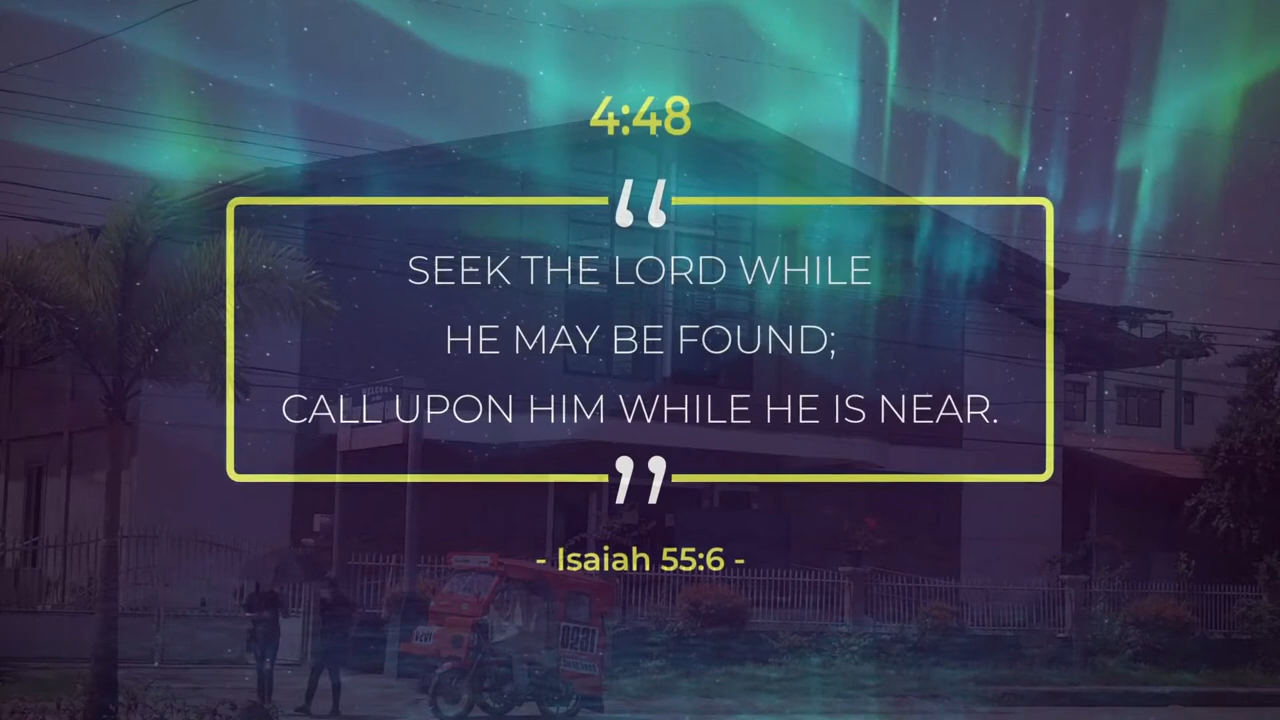 4:48
“
SEEK THE LORD WHILE
HE MAY BE FOUND;
CALL UPON HIM WHILE HE IS NEAR.
”
- Isaiah 55:6 -
WELCOME